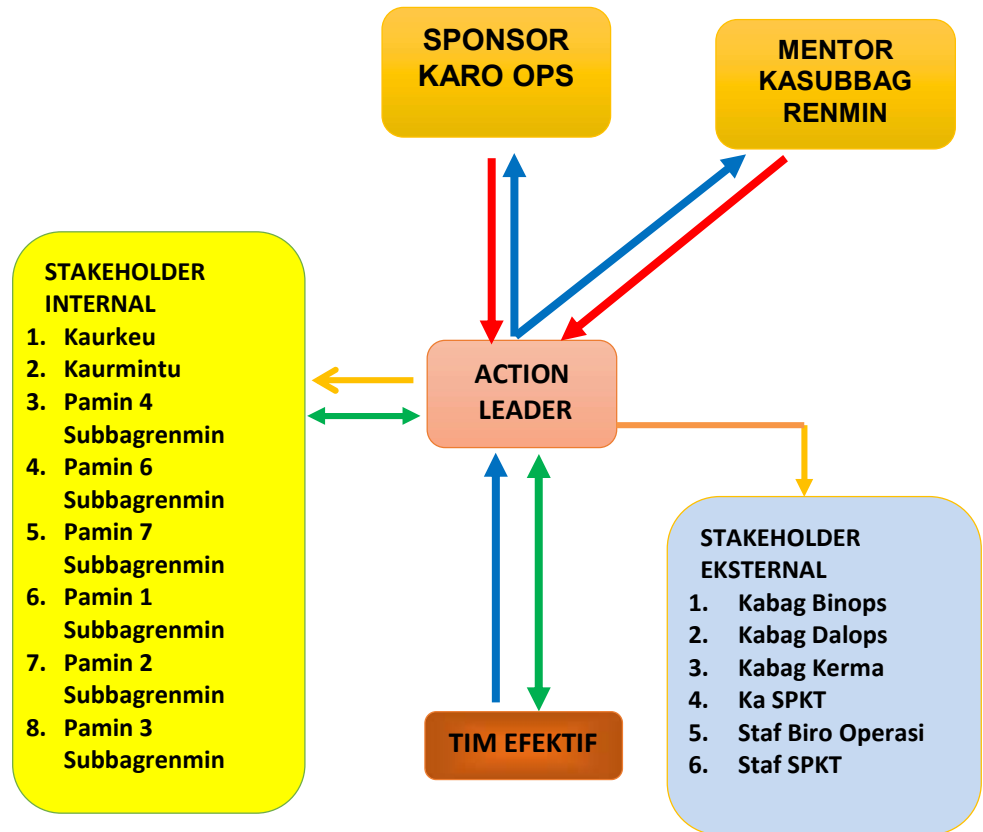 SPONSOR
KARO OPS
MENTOR
KASUBBAG
RENMIN
STAKEHOLDER
INTERNAL
1. Kaurkeu
2. Kaurmintu
3. Pamin 4
Subbagrenmin
4. Pamin 6
Subbagrenmin
5. Pamin 7
Subbagrenmin
6. Pamin 1
Subbagrenmin
7. Pamin 2
Subbagrenmin
8. Pamin 3
Subbagrenmin
ACTION
LEADER
TIM EFEKTIF
STAKEHOLDER
EKSTERNAL
1. Kabag Binops
2. Kabag Dalops
3. Kabag Kerma
4. Ka SPKT
5. Staf Biro Operasi
6. Staf SPKT